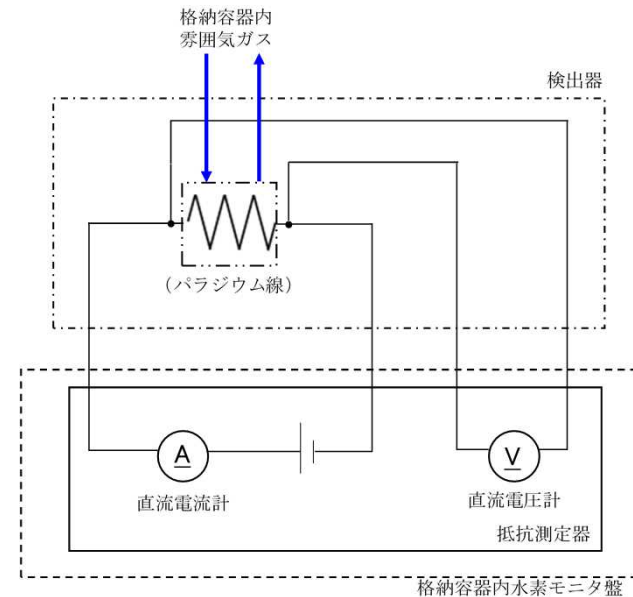 格納容器内
雰囲気ガス
検出器
（パラジウム線）
A
V
直流電流計
直流電圧計
抵抗測定器
格納容器内水素モニタ盤